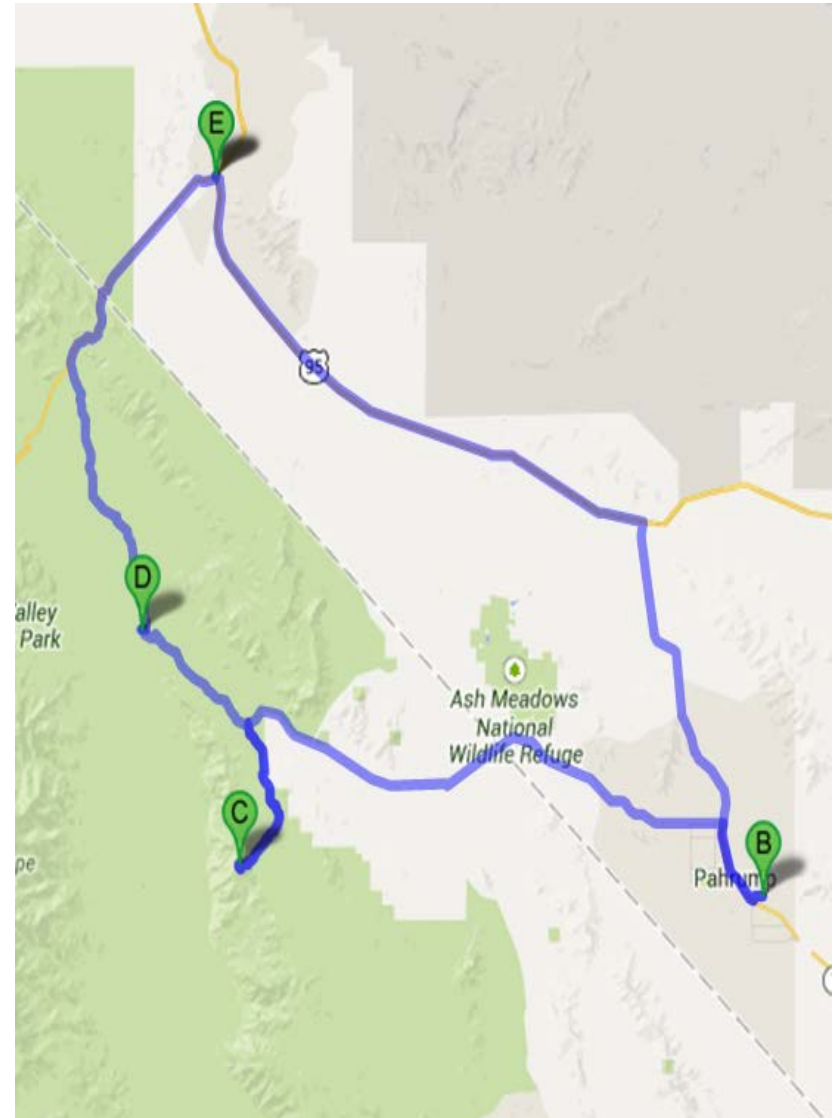 E
95
D
alley
Park
Ash Meadows
National
Wildlife Refuge
C
B
pe
Pahrump